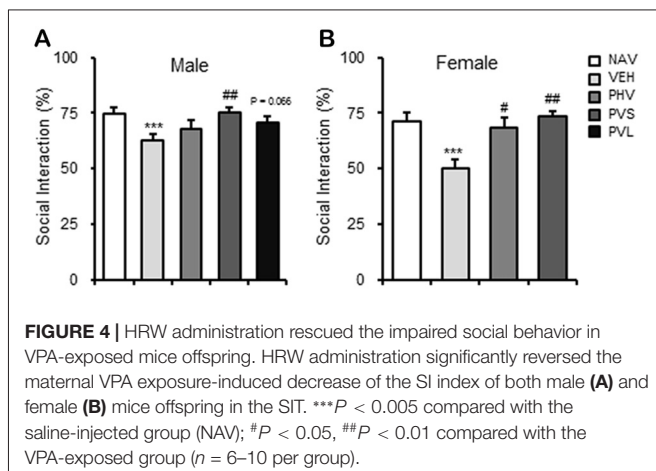 A
B
100
75
50
25
0
Social Interaction (%)
Male
***
##
P = 0.066
100
75
50
25
0
Social Interaction (%)
Female
***
#
##
NAV
VEH
PHV
PVS
PVL
FIGURE 4 | HRW administration rescued the impaired social behavior in
VPA-exposed mice offspring. HRW administration significantly reversed the
maternal VPA exposure-induced decrease of the SI index of both male (A) and
female (B) mice offspring in the SIT. ***P < 0.005 compared with the
saline-injected group (NAV); #P < 0.05, ##P < 0.01 compared with the
VPA-exposed group (n = 6–10 per group).